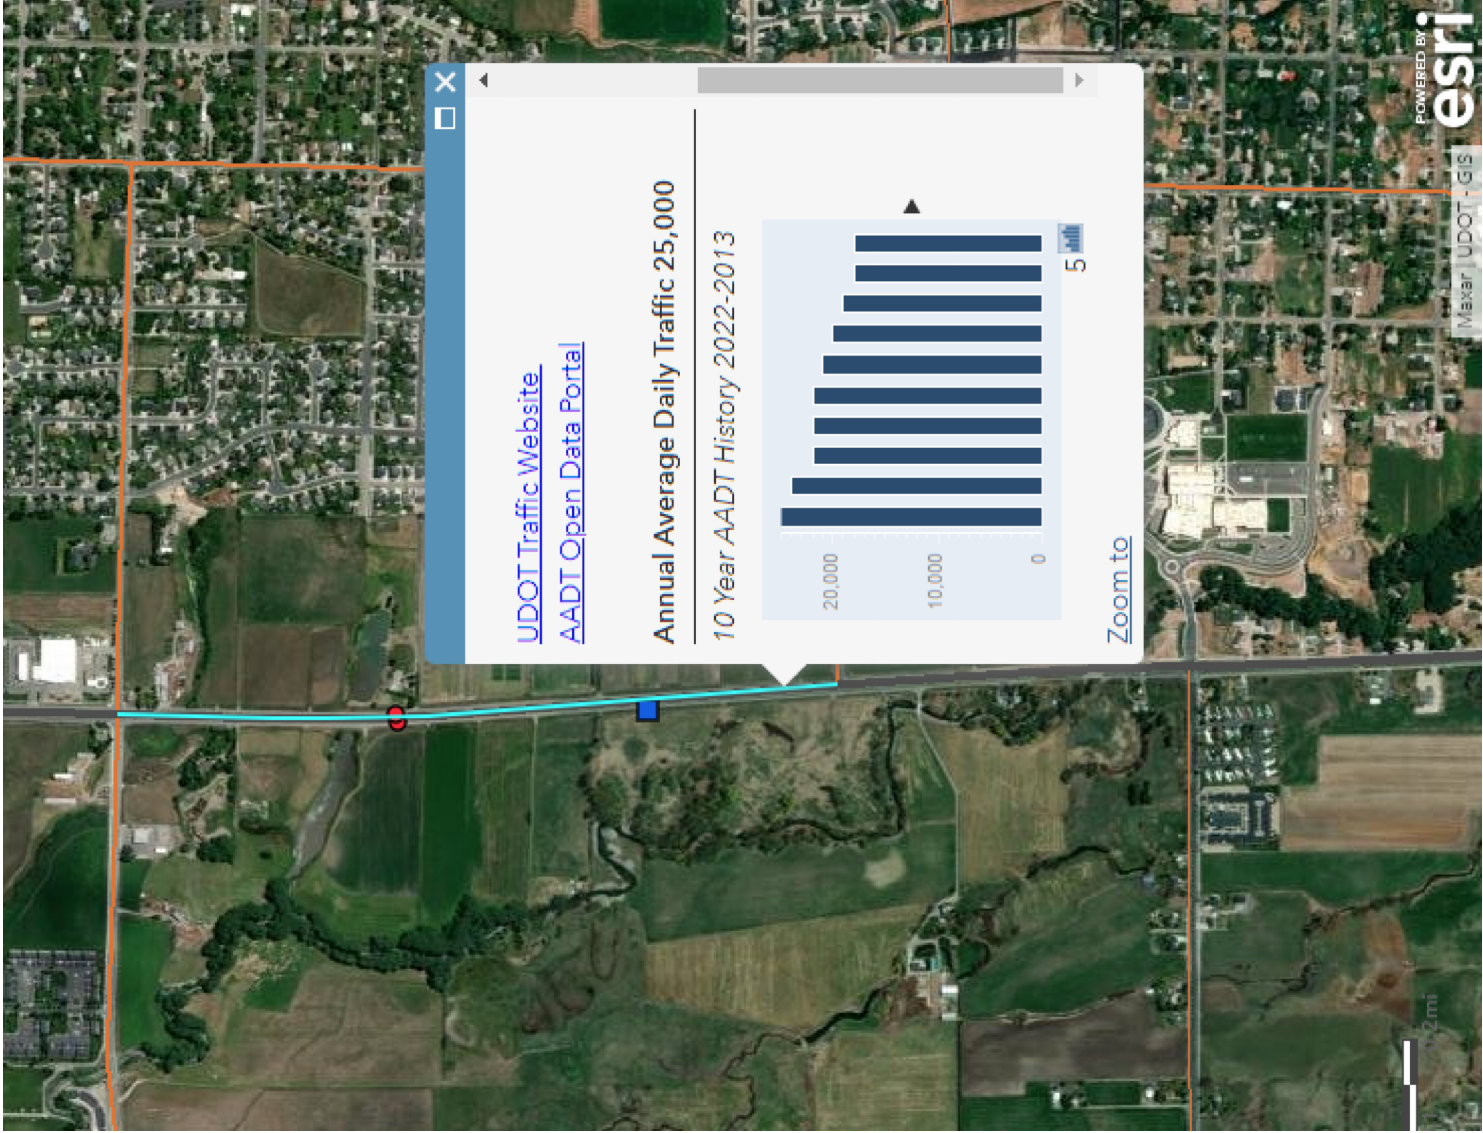 UDOT Traffic Website
AADT Open Data Portal
Annual Average Daily Traffic 25,000
10 Year AADT History 2022-2013
20,000
10,000
0
5
Zoom to
POWERED BY
esri
Maxar | UDOT - GIS